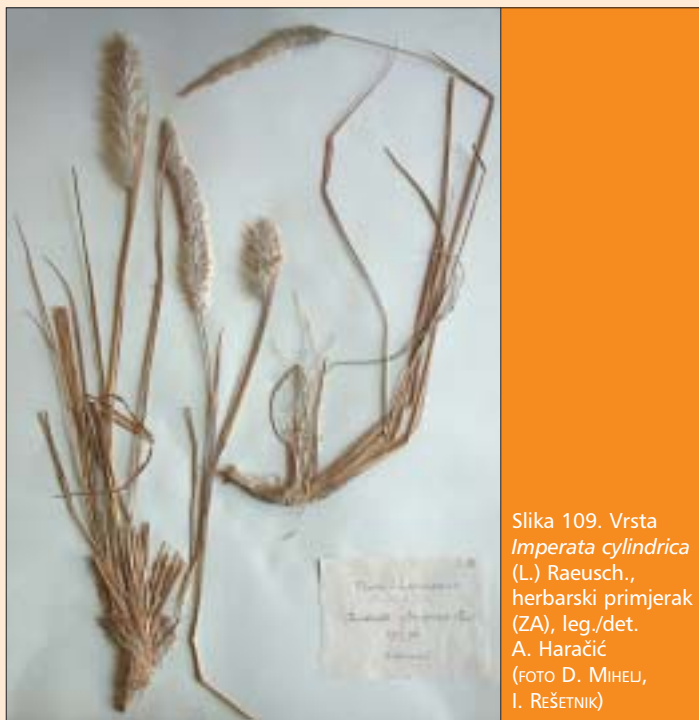 Slika 109. Vrsta
Imperata cylindrica
(L.) Raeusch.,
herbarski primjerak
(ZA), leg./det.
A. Haračić
(FOTO D. MIHELJ,
I. REŠETNIK)